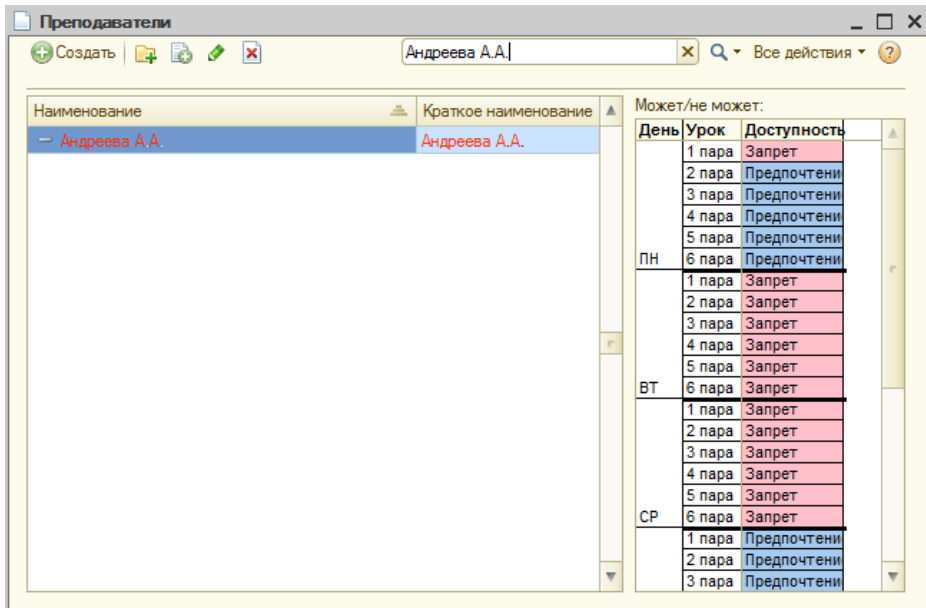 Преподаватели
Создать Андреева А.А. Все действия
Наименование Краткое наименование
Андреева А.А. Андреева А.А.
Может/не может:
День Урок Доступность
1 пара Запрет
2 пара Предпочтени
3 пара Предпочтени
4 пара Предпочтени
5 пара Предпочтени
ПН 6 пара Предпочтени
1 пара Запрет
2 пара Запрет
3 пара Запрет
4 пара Запрет
5 пара Запрет
ВТ 6 пара Запрет
1 пара Запрет
2 пара Запрет
3 пара Запрет
4 пара Запрет
5 пара Запрет
СР 6 пара Запрет
1 пара Предпочтени
2 пара Предпочтени
3 пара Предпочтени